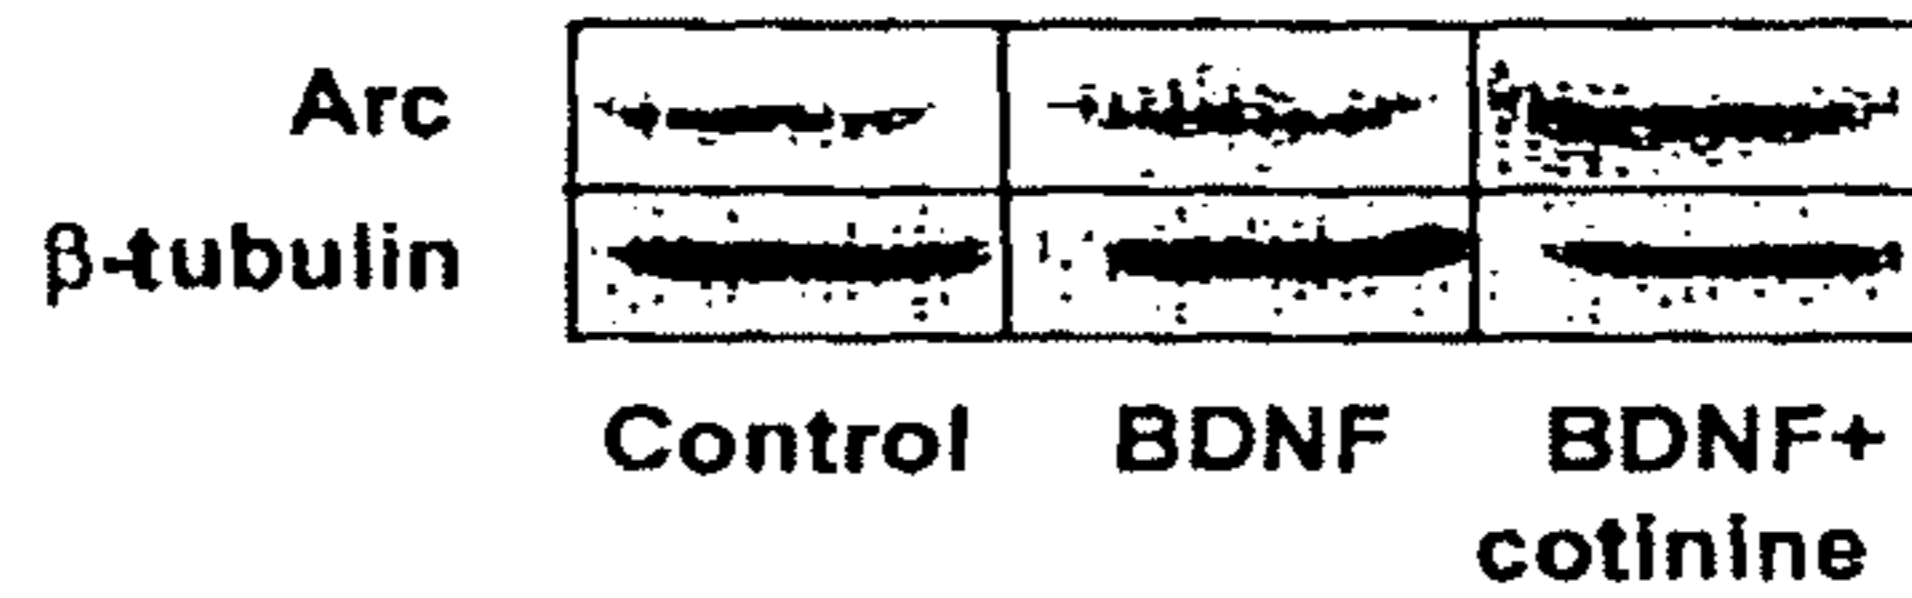 Arc
β-tubulin
Control BDNF BDNF+
cotinine